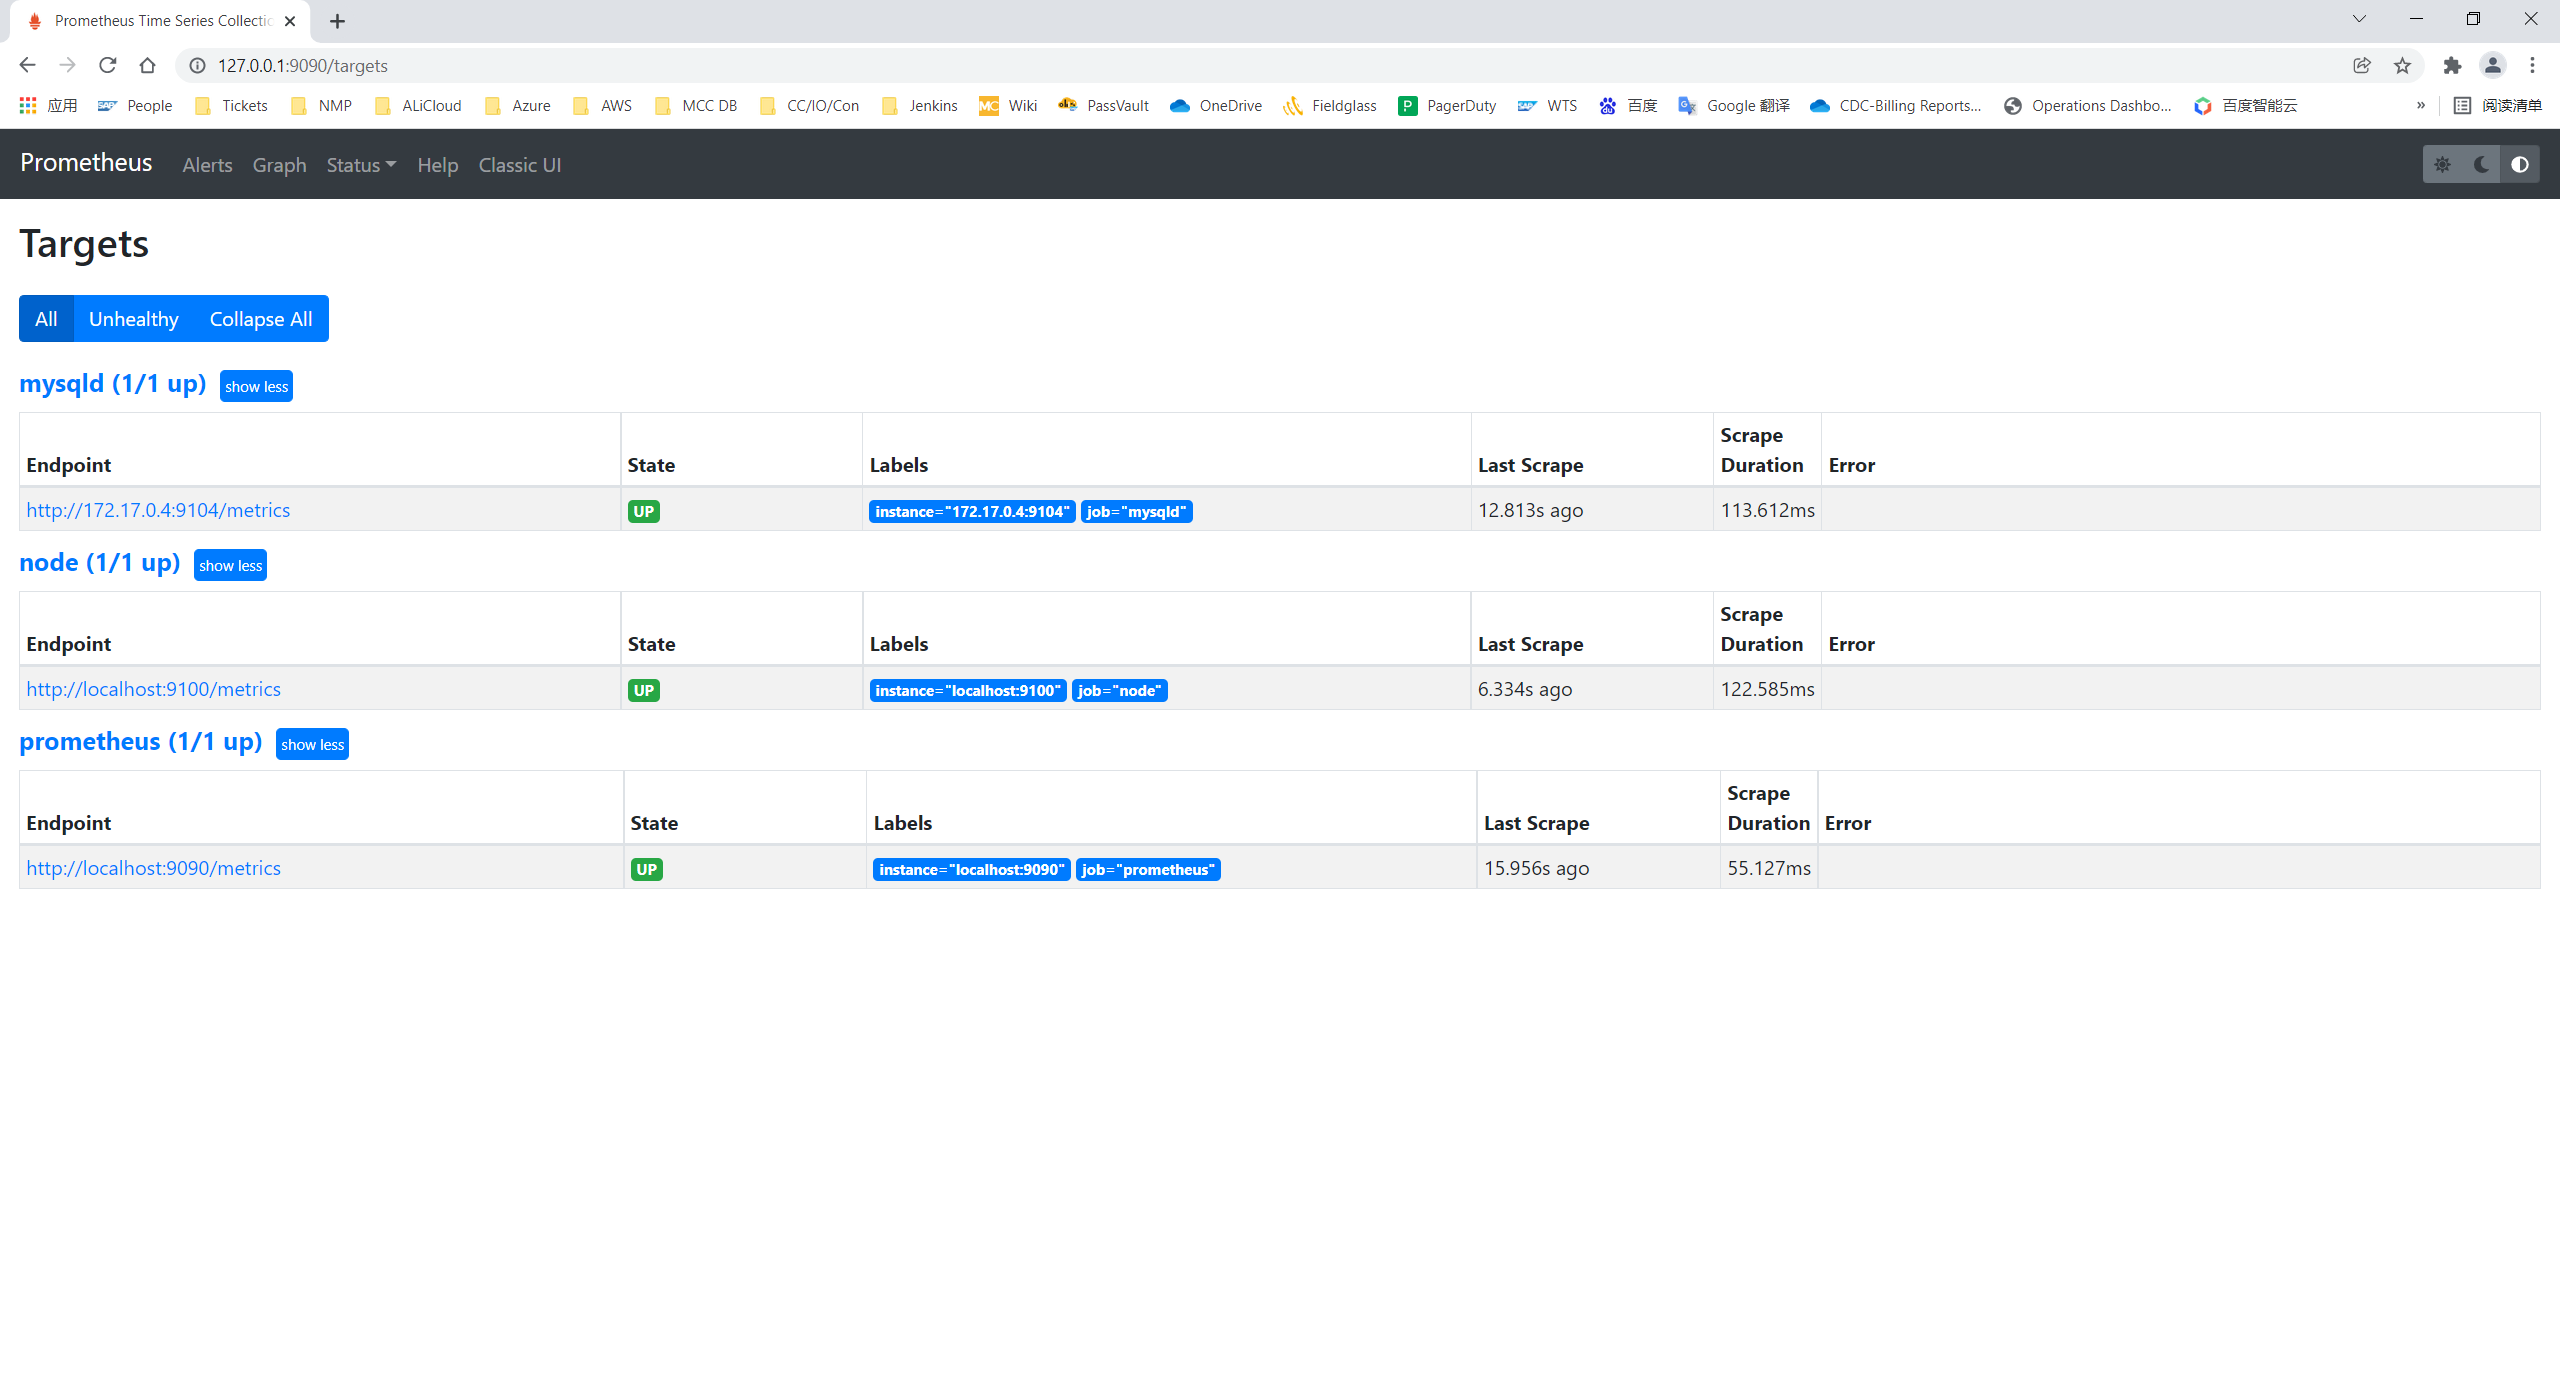 Prometheus Time Series Collectio
127.0.0.1:9090/targets
应用 People Tickets NMP ALiCloud Azure AWS MCC DB CC/IO/Con Jenkins MC Wiki PassVault OneDrive Fieldglass P PagerDuty WTS 百度 Google 翻译 CDC-Billing Reports... Operations Dashbo... 百度智能云 » 阅读清单
Prometheus Alerts Graph Status Help Classic UI
Targets
All Unhealthy Collapse All
mysqld (1/1 up) show less
Endpoint State Labels Last Scrape Scrape Duration Error
http://172.17.0.4:9104/metrics UP instance="172.17.0.4:9104" job="mysqld" 12.813s ago 113.612ms
node (1/1 up) show less
Endpoint State Labels Last Scrape Scrape Duration Error
http://localhost:9100/metrics UP instance="localhost:9100" job="node" 6.334s ago 122.585ms
prometheus (1/1 up) show less
Endpoint State Labels Last Scrape Scrape Duration Error
http://localhost:9090/metrics UP instance="localhost:9090" job="prometheus" 15.956s ago 55.127ms